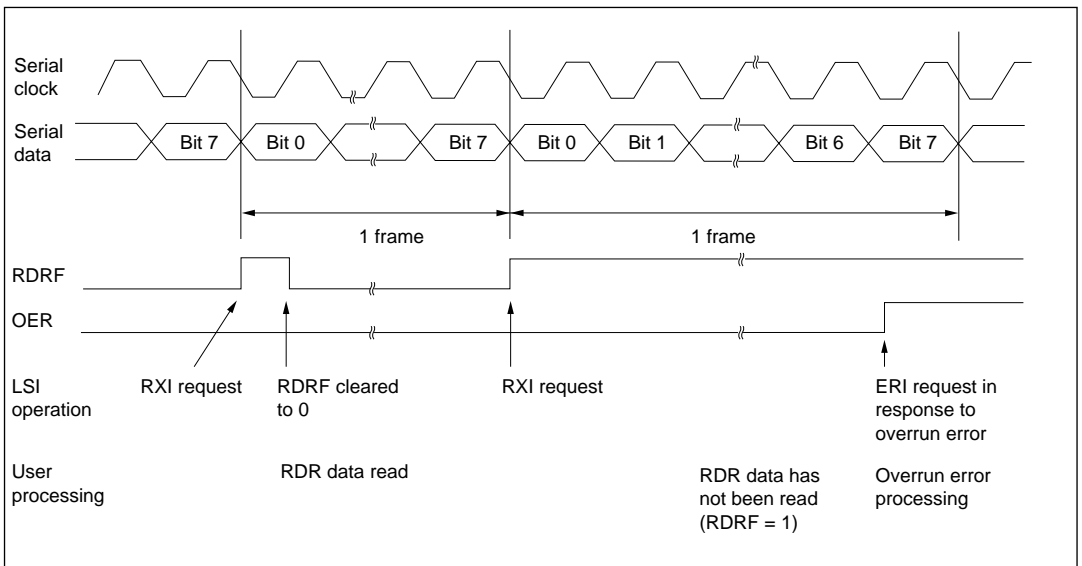 Serial
clock
Serial
data
Bit 7
Bit 0
Bit 7
Bit 0
Bit 1
Bit 6
Bit 7
1 frame
1 frame
RDRF
OER
LSI
operation
RXI request
RDRF cleared
to 0
RXI request
ERI request in
response to
overrun error
User
processing
RDR data read
RDR data has
not been read
(RDRF = 1)
Overrun error
processing